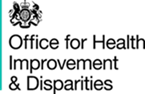 Office for Health
Improvement
& Disparities